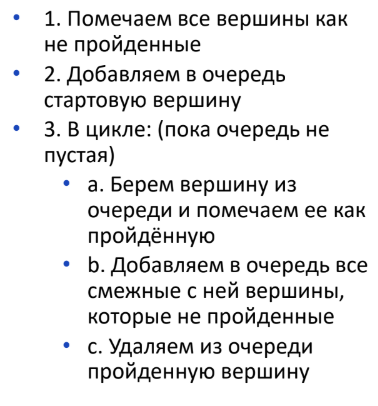 • 1. Помечаем все вершины как
не пройденные
• 2. Добавляем в очередь
стартовую вершину
• 3. В цикле: (пока очередь не
пустая)
• a. Берем вершину из
очереди и помечаем ее как
пройдённую
• b. Добавляем в очередь все
смежные с ней вершины,
которые не пройденные
• c. Удаляем из очереди
пройденную вершину